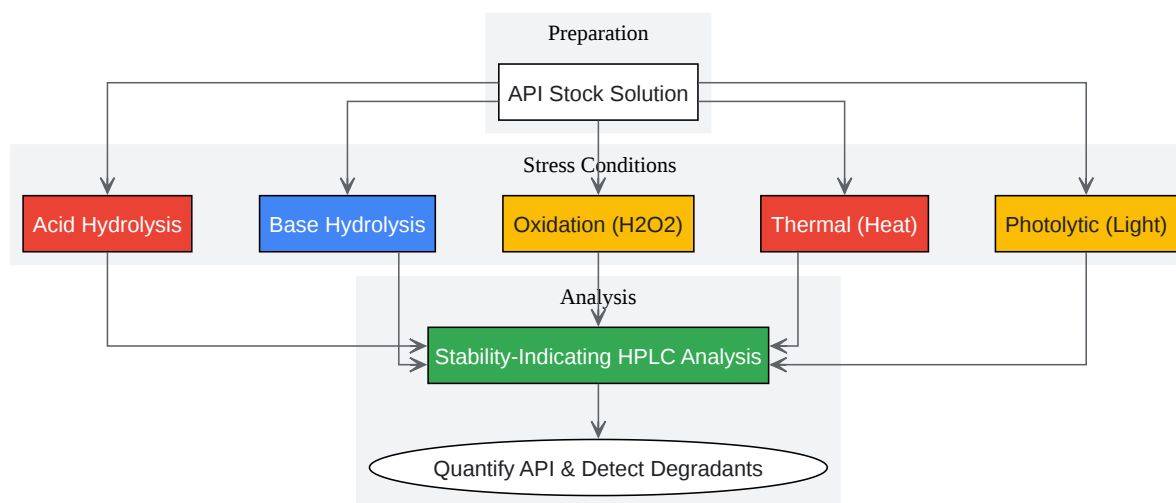 Preparation
API Stock Solution
Stress Conditions
Acid Hydrolysis
Base Hydrolysis
Oxidation (H2O2)
Thermal (Heat)
Photolytic (Light)
Analysis
Stability-Indicating HPLC Analysis
Quantify API & Detect Degradants